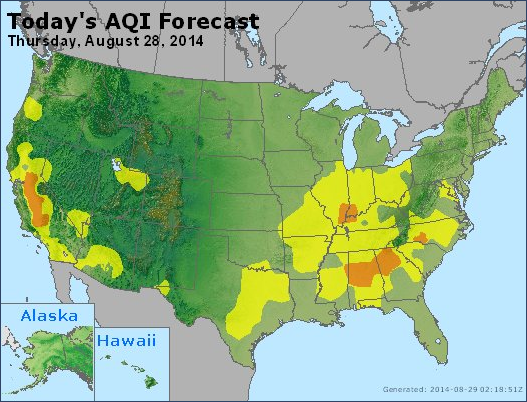 Today's AQI Forecast
Thursday, August 28, 2014
Alaska
Hawaii
Generated: 2014-08-29 02:18:51Z